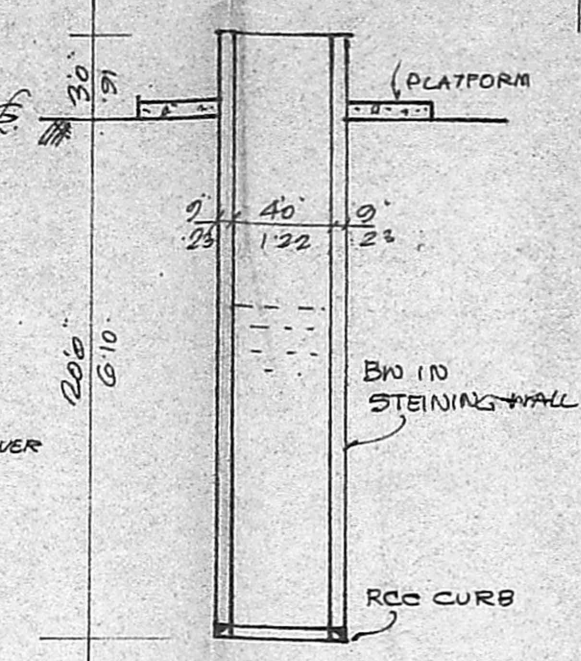 3'0"
.91
PLATFORM
9" 4'0" 9"
.23 1.22 .23
20'0"
6.10
BW IN
STEINING WALL
VER
RCC CURB